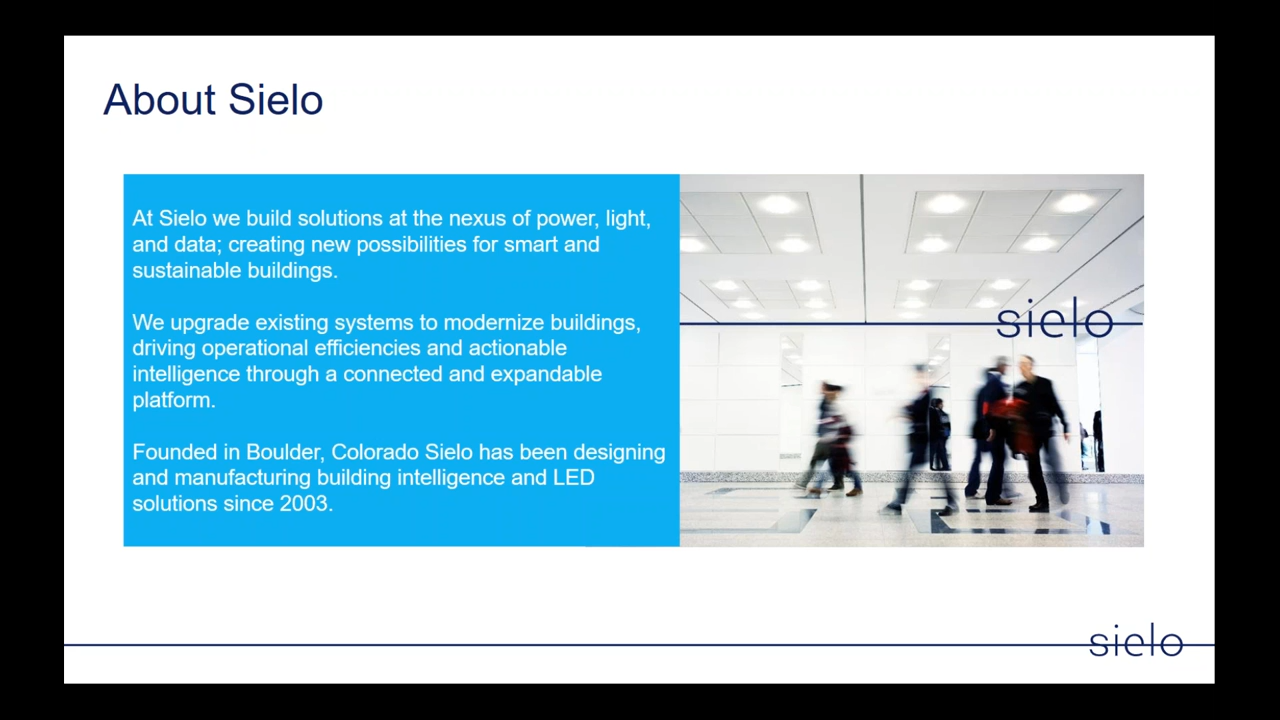 About Sielo
At Sielo we build solutions at the nexus of power, light,
and data; creating new possibilities for smart and
sustainable buildings.
We upgrade existing systems to modernize buildings,
driving operational efficiencies and actionable
intelligence through a connected and expandable
platform.
Founded in Boulder, Colorado Sielo has been designing
and manufacturing building intelligence and LED
solutions since 2003.
sielo
sielo